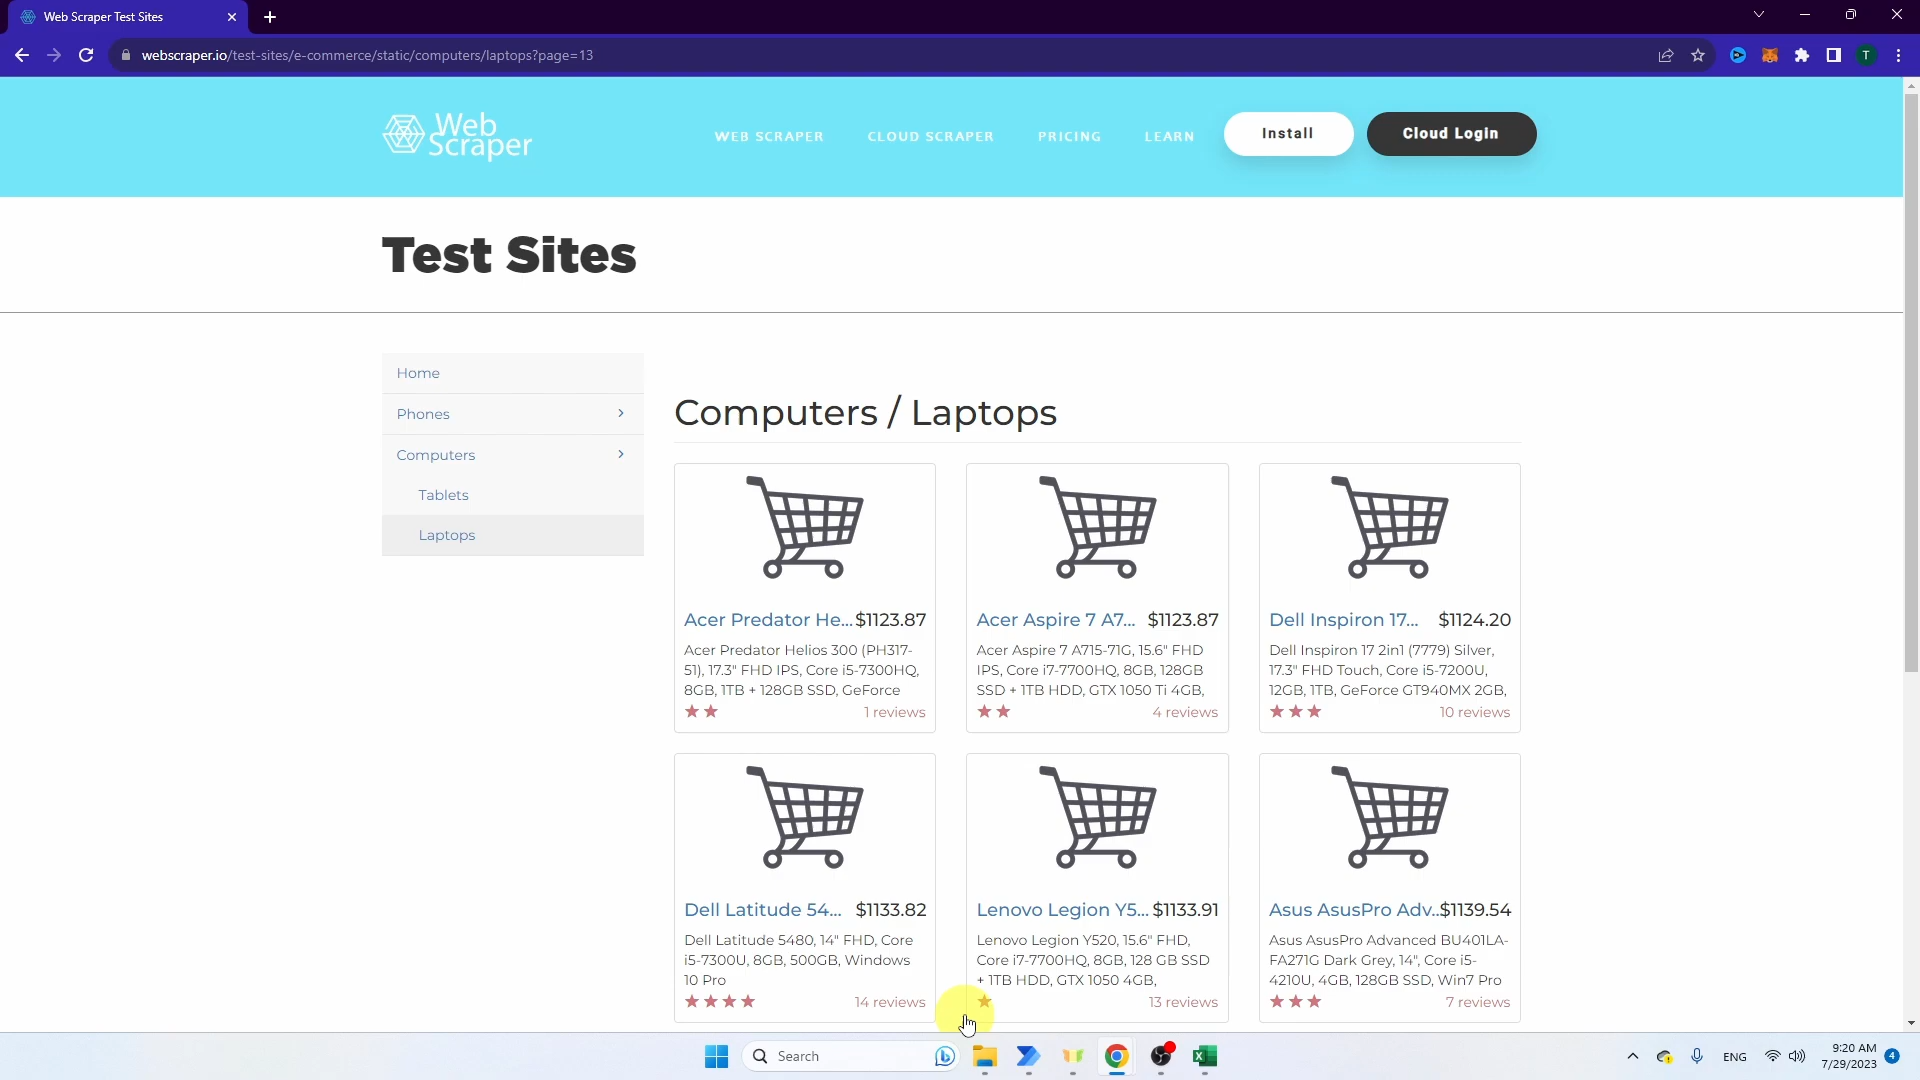 Web Scraper Test Sites
webscraper.io/test-sites/e-commerce/static/computers/laptops?page=13
T
Web
Scraper
WEB SCRAPER
CLOUD SCRAPER
PRICING
LEARN
Install
Cloud Login
Test Sites
Home
Phones
Computers
Tablets
Laptops
Computers / Laptops
Acer Predator He... $1123.87
Acer Predator Helios 300 (PH317-
51), 17.3" FHD IPS, Core i5-7300HQ,
8GB, 1TB + 128GB SSD, GeForce
1 reviews
Acer Aspire 7 A7... $1123.87
Acer Aspire 7 A715-71G, 15.6" FHD
IPS, Core i7-7700HQ, 8GB, 128GB
SSD + 1TB HDD, GTX 1050 Ti 4GB,
4 reviews
Dell Inspiron 17... $1124.20
Dell Inspiron 17 2in1 (7779) Silver,
17.3" FHD Touch, Core i5-7200U,
12GB, 1TB, GeForce GT940MX 2GB,
10 reviews
Dell Latitude 54... $1133.82
Dell Latitude 5480, 14" FHD, Core
i5-7300U, 8GB, 500GB, Windows
10 Pro
14 reviews
Lenovo Legion Y5... $1133.91
Lenovo Legion Y520, 15.6" FHD,
Core i7-7700HQ, 8GB, 128 GB SSD
+ 1TB HDD, GTX 1050 4GB,
13 reviews
Asus AsusPro Adv... $1139.54
Asus AsusPro Advanced BU401LA-
FA271G Dark Grey, 14", Core i5-
4210U, 4GB, 128GB SSD, Win7 Pro
7 reviews
Search
ENG
9:20 AM
7/29/2023
4